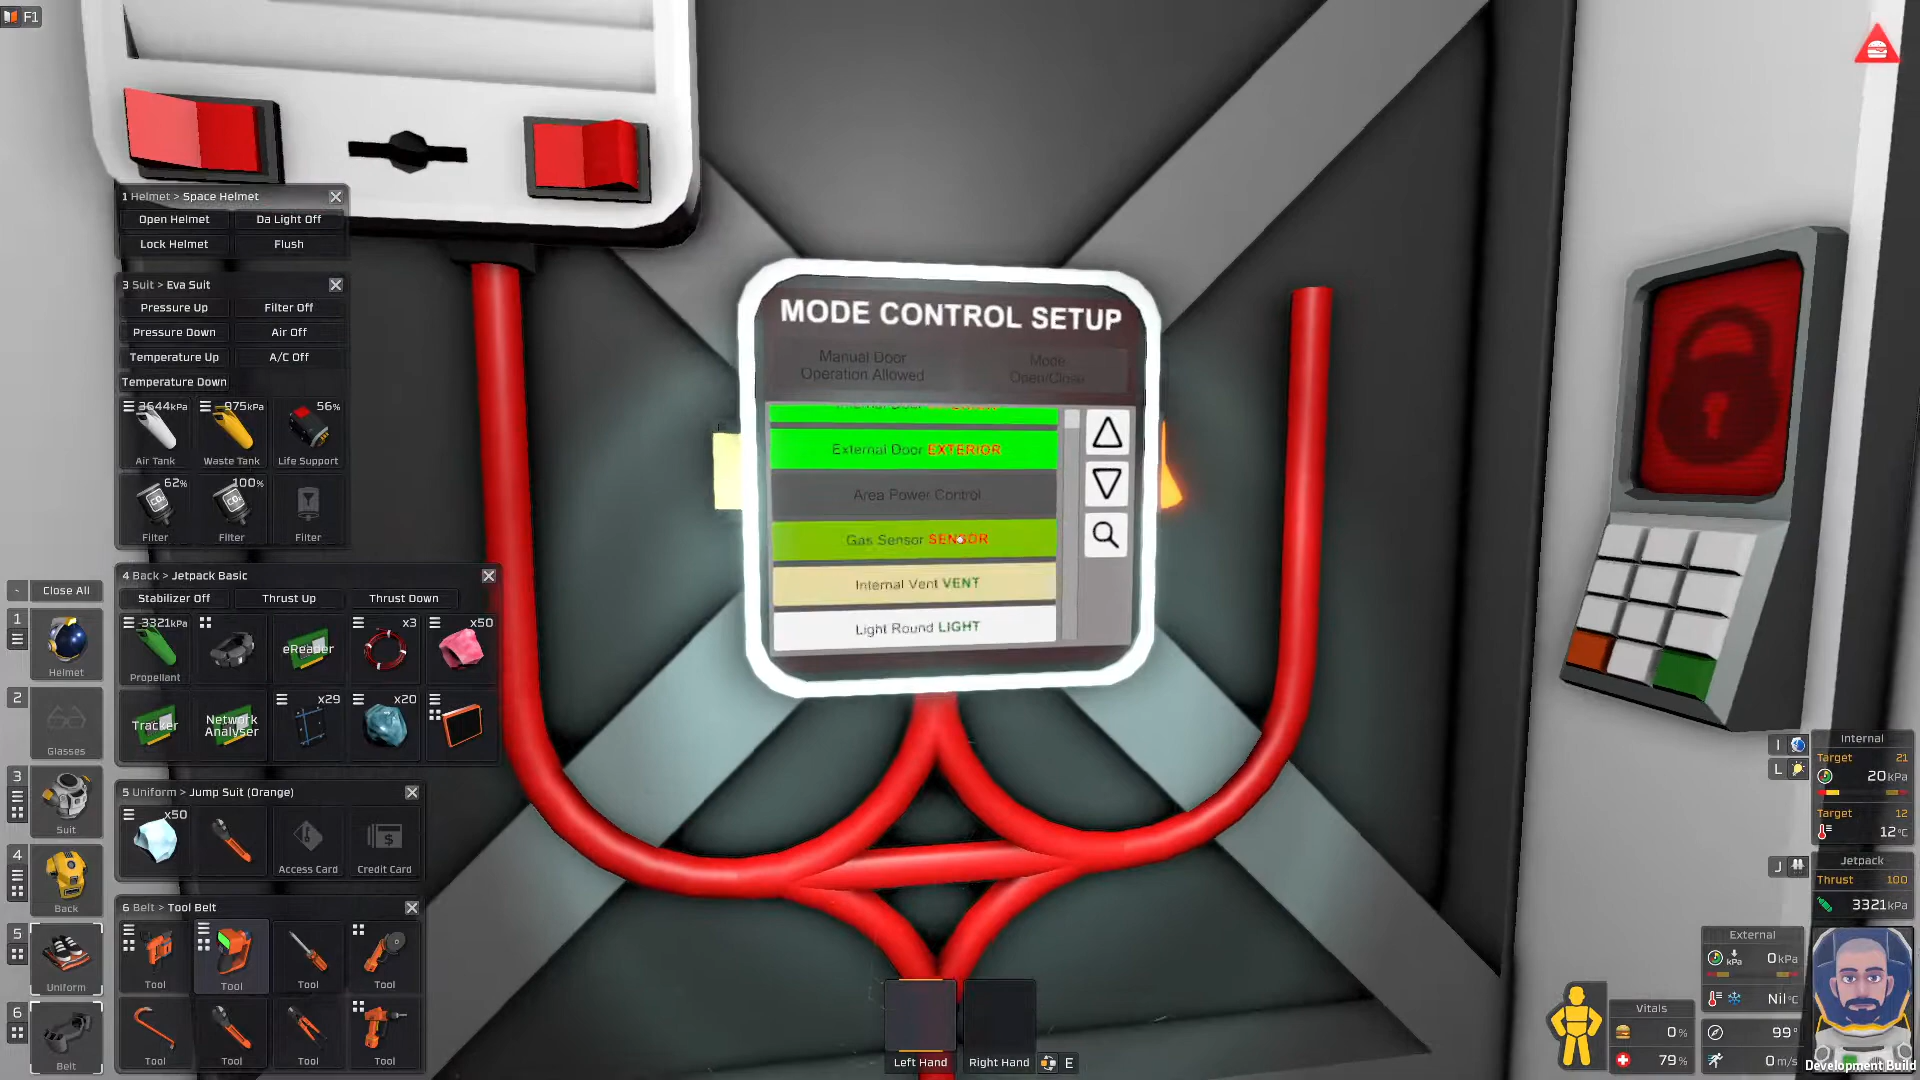 F1
1 Helmet > Space Helmet
Open Helmet
Da Light Off
Lock Helmet
Flush
3 Suit > Eva Suit
Pressure Up
Filter Off
Pressure Down
Air Off
Temperature Up
A/C Off
Temperature Down
3644kPa
975kPa
56%
Air Tank
Waste Tank
Life Support
62%
100%
Filter
Filter
Filter
4 Back > Jetpack Basic
Stabilizer Off
Thrust Up
Thrust Down
3321kPa
x3
x50
eReader
Propellant
x29
x20
Tracker
Network
Analyser
5 Uniform > Jump Suit (Orange)
x50
Access Card
Credit Card
6 Belt > Tool Belt
Tool
Tool
Tool
Tool
Tool
Tool
Tool
Tool
Close All
1
Helmet
2
Glasses
3
Suit
4
Back
5
Uniform
6
Belt
MODE CONTROL SETUP
Manual Door
Operation Allowed
Mode
Open/Close
External Door EXTERIOR
Area Power Control
Gas Sensor SENSOR
Internal Vent VENT
Light Round LIGHT
Left Hand
Right Hand
E
I
L
Internal
Target 21
20kPa
Target 12
12°C
J
Jetpack
Thrust 100
3321kPa
External
kPa
0kPa
Nil°C
Vitals
0%
79%
99°
0m/s
Development Build